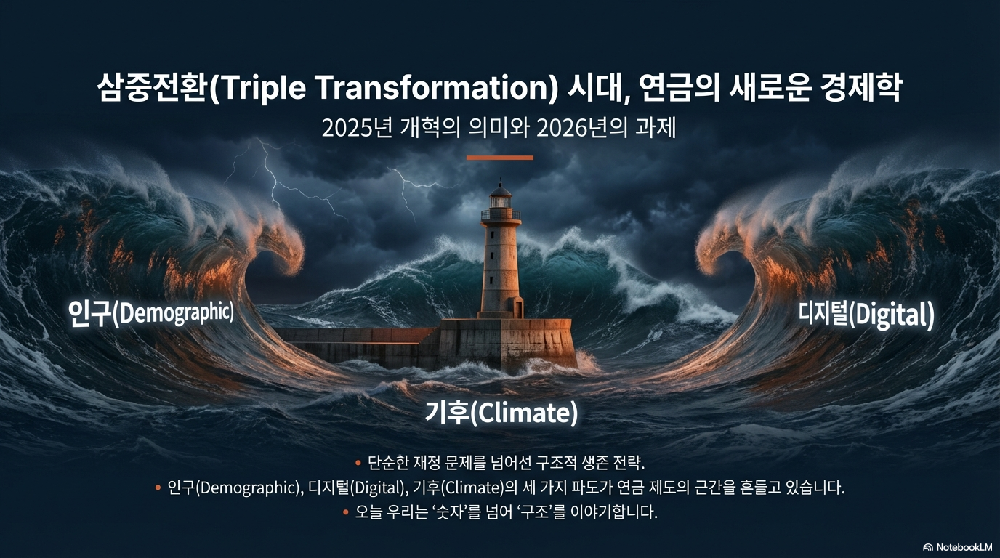 삼중전환(Triple Transformation) 시대, 연금의 새로운 경제학
2025년 개혁의 의미와 2026년의 과제
인구(Demographic)
디지털(Digital)
기후(Climate)
• 단순한 재정 문제를 넘어선 구조적 생존 전략.
• 인구(Demographic), 디지털(Digital), 기후(Climate)의 세 가지 파도가 연금 제도의 근간을 흔들고 있습니다.
• 오늘 우리는 ‘숫자’를 넘어 ‘구조’를 이야기합니다.
NotebookLM